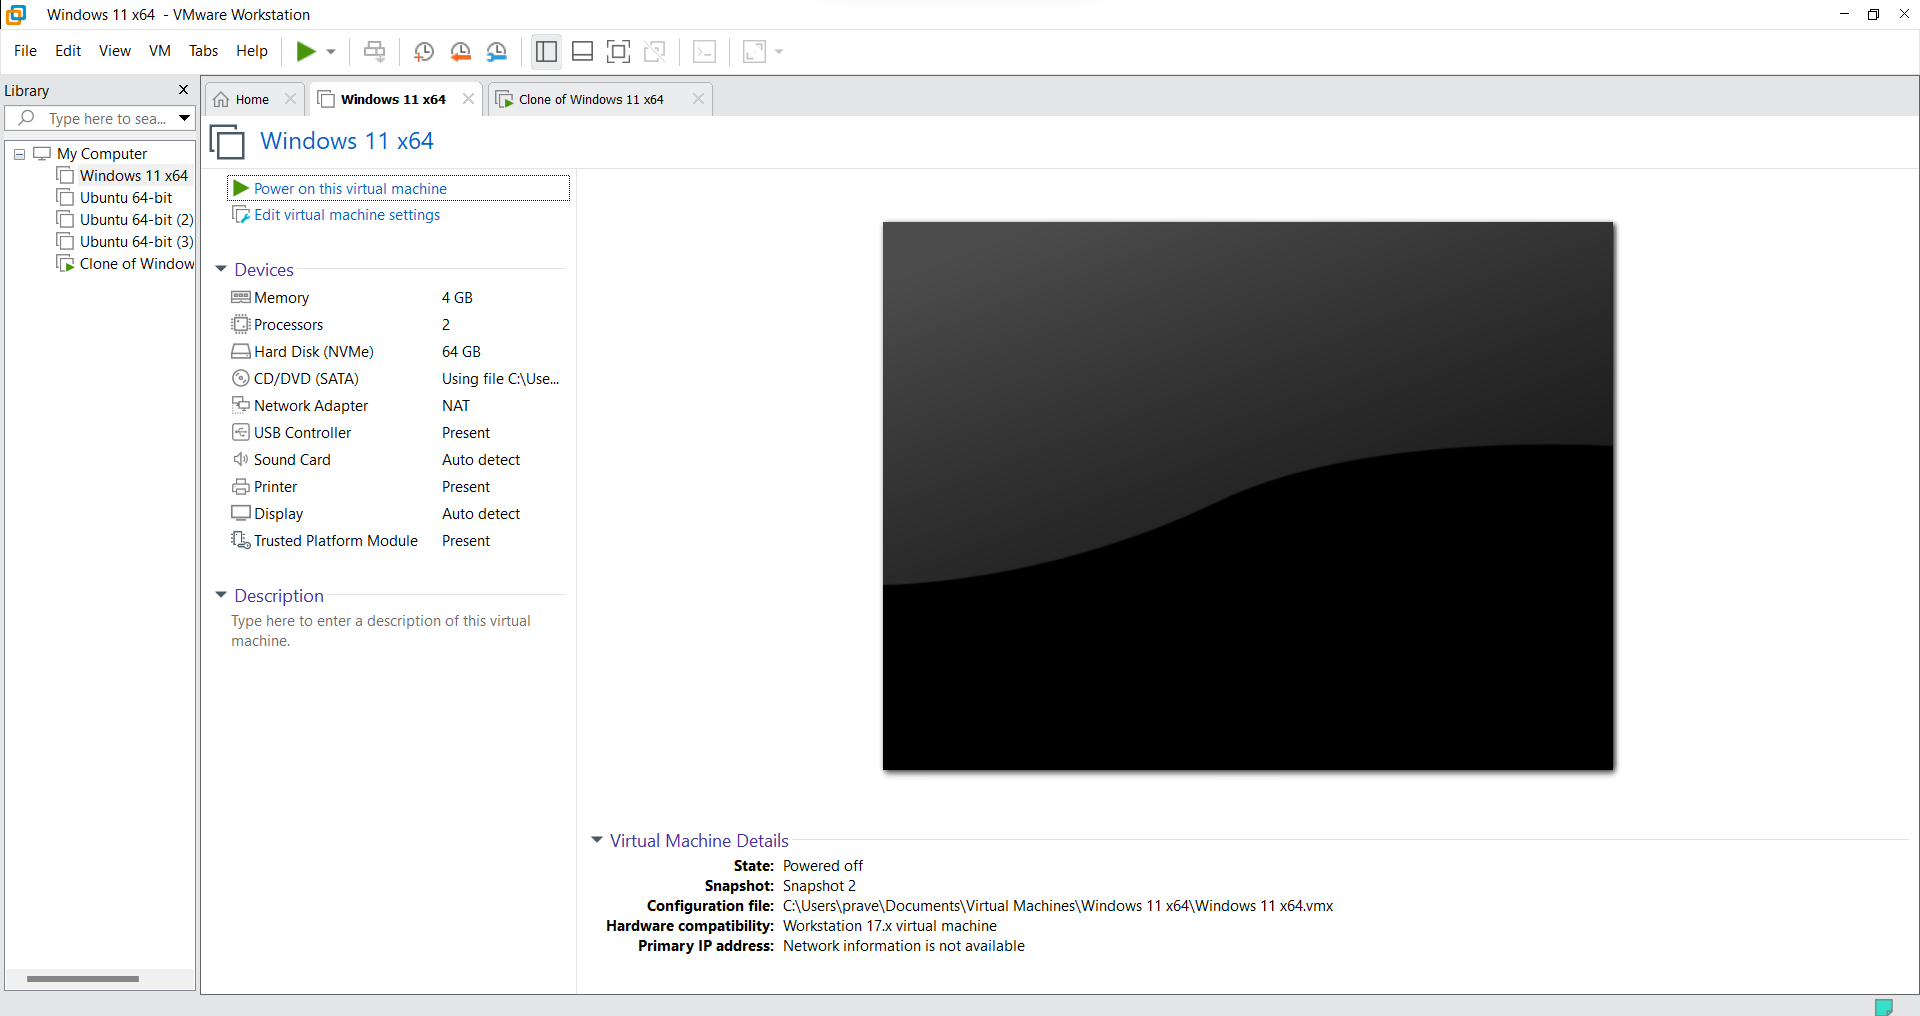 Windows 11 x64 - VMware Workstation
File Edit View VM Tabs Help
Library
Type here to sea...
My Computer
Windows 11 x64
Ubuntu 64-bit
Ubuntu 64-bit (2)
Ubuntu 64-bit (3)
Clone of Window
Home
Windows 11 x64
Clone of Windows 11 x64
Windows 11 x64
Power on this virtual machine
Edit virtual machine settings
Devices
Memory 4 GB
Processors 2
Hard Disk (NVMe) 64 GB
CD/DVD (SATA) Using file C:\Use...
Network Adapter NAT
USB Controller Present
Sound Card Auto detect
Printer Present
Display Auto detect
Trusted Platform Module Present
Description
Type here to enter a description of this virtual
machine.
Virtual Machine Details
State: Powered off
Snapshot: Snapshot 2
Configuration file: C:\Users\prave\Documents\Virtual Machines\Windows 11 x64\Windows 11 x64.vmx
Hardware compatibility: Workstation 17.x virtual machine
Primary IP address: Network information is not available